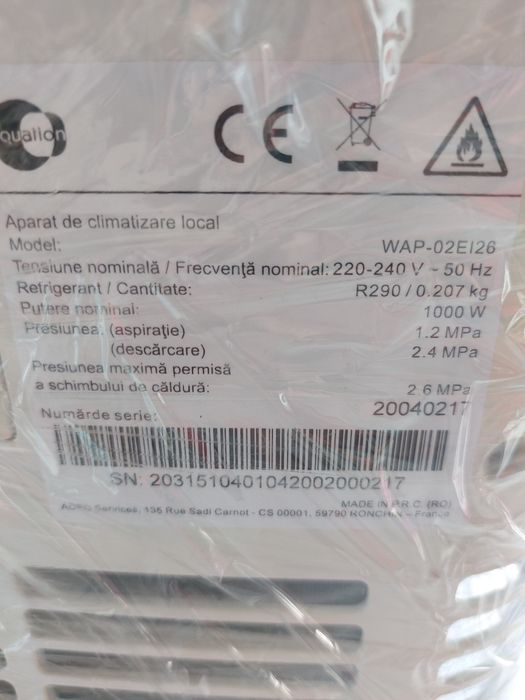 qualion
CE
Aparat de climatizare local
Model: WAP-02EI26
Tensiune nominală / Frecvenţă nominal: 220-240 V ~ 50 Hz
Refrigerant / Cantitate: R290 / 0.207 kg
Putere nominal: 1000 W
Presiunea: (aspiraţie) 1.2 MPa
(descărcare) 2.4 MPa
Presiunea maximă permisă
a schimbului de căldură: 2.6 MPa
Numărde serie: 20040217
SN: 2031510401042002000217
MADE IN P.R.C. (RO)
ADEO Services, 135 Rue Sadi Carnot - CS 00001, 59790 RONCHIN – France